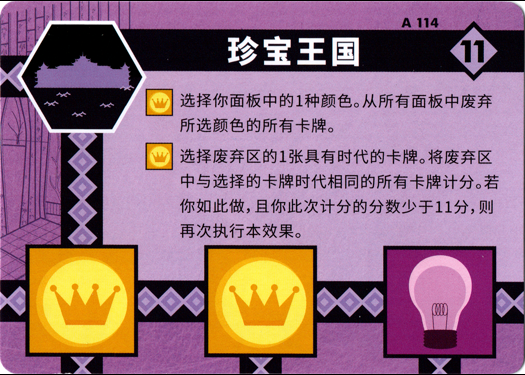 A 114
珍宝王国
11
选择你面板中的1种颜色。从所有面板中废弃
所选颜色的所有卡牌。
选择废弃区的1张具有时代的卡牌。将废弃区
中与选择的卡牌时代相同的所有卡牌计分。若
你如此做,且你此次计分的分数少于11分,则
再次执行本效果。